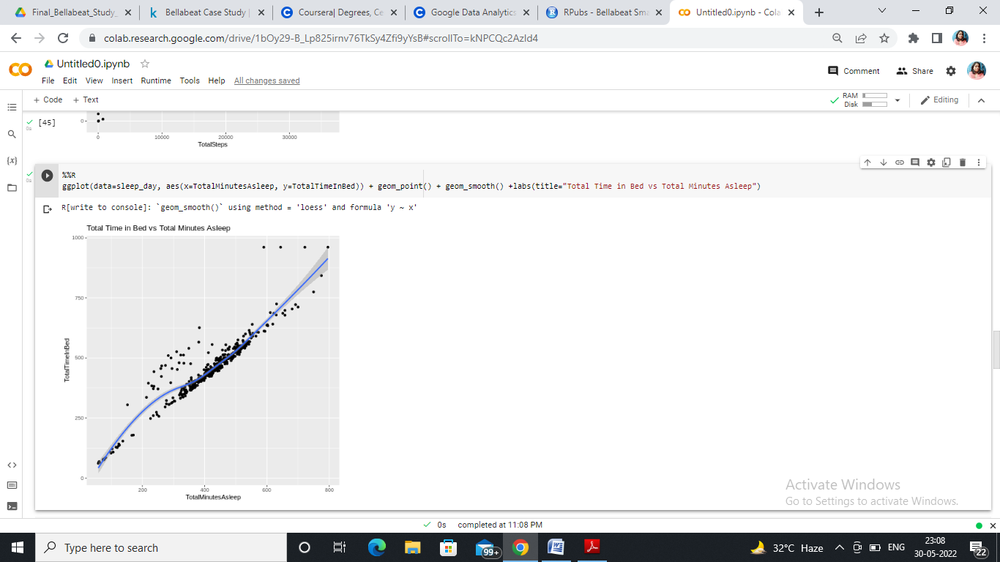 Final_Bellabeat_Study_
Bellabeat Case Study |
Coursera| Degrees, Ce
Google Data Analytics
RPubs - Bellabeat Sma
Untitled0.ipynb - Cola
colab.research.google.com/drive/1bOy29-B_Lp825irnv76TkSy4Zfi9yYsB#scrollTo=kNPCQc2AzId4
Untitled0.ipynb
Comment
Share
File Edit View Insert Runtime Tools Help All changes saved
+ Code + Text
RAM
Disk
Editing
[45]
0s
0
0 10000 20000 30000
TotalSteps
0s
%%R
ggplot(data=sleep_day, aes(x=TotalMinutesAsleep, y=TotalTimeInBed)) + geom_point() + geom_smooth() +labs(title="Total Time in Bed vs Total Minutes Asleep")
R[write to console]: `geom_smooth()` using method = 'loess' and formula 'y ~ x'
Total Time in Bed vs Total Minutes Asleep
1000
750
500
250
0
TotalTimeInBed
200 400 600 800
TotalMinutesAsleep
Activate Windows
Go to Settings to activate Windows.
0s completed at 11:08 PM
Type here to search
99+
32°C Haze
ENG
23:08
30-05-2022
22